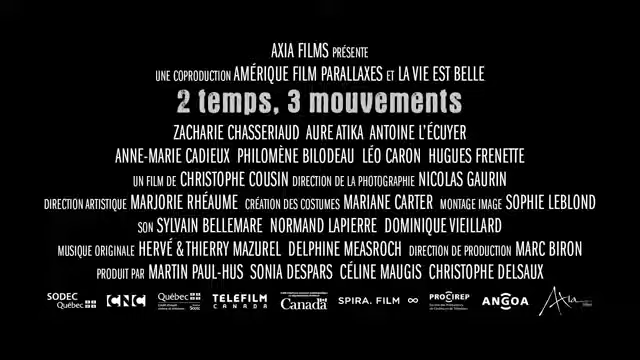 AXIA FILMS PRÉSENTE
UNE COPRODUCTION AMÉRIQUE FILM PARALLAXES ET LA VIE EST BELLE
2 temps, 3 mouvements
ZACHARIE CHASSERIAUD AURE ATIKA ANTOINE L'ÉCUYER
ANNE-MARIE CADIEUX PHILOMÈNE BILODEAU LÉO CARON HUGUES FRENETTE
UN FILM DE CHRISTOPHE COUSIN DIRECTION DE LA PHOTOGRAPHIE NICOLAS GAURIN
DIRECTION ARTISTIQUE MARJORIE RHÉAUME CRÉATION DES COSTUMES MARIANE CARTER MONTAGE IMAGE SOPHIE LEBLOND
SON SYLVAIN BELLEMARE NORMAND LAPIERRE DOMINIQUE VIEILLARD
MUSIQUE ORIGINALE HERVÉ & THIERRY MAZUREL DELPHINE MEASROCH DIRECTION DE PRODUCTION MARC BIRON
PRODUIT PAR MARTIN PAUL-HUS SONIA DESPARS CÉLINE MAUGIS CHRISTOPHE DELSAUX
SODEC Québec CNC Québec TELEFILM CANADA Canada SPIRA. FILM ∞ PROCIREP ANGOA Axia